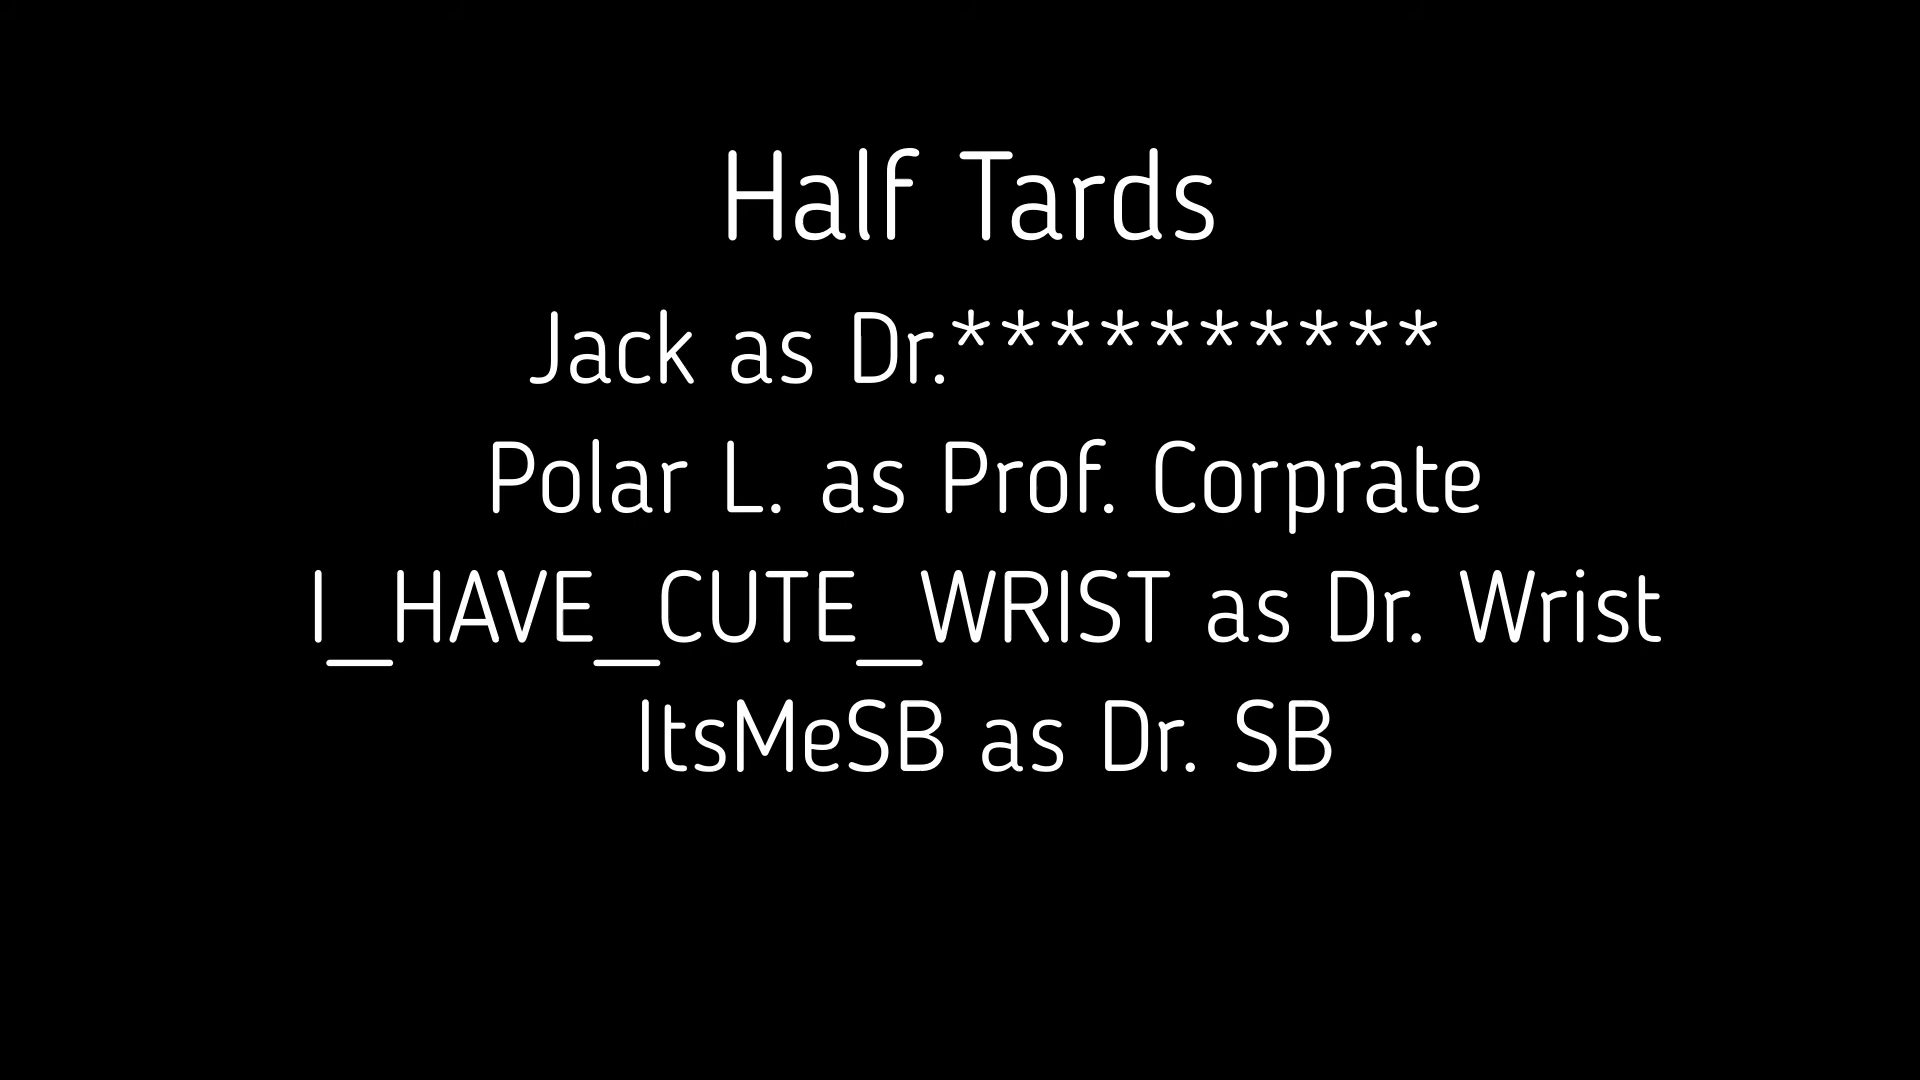 Half Tards
Jack as Dr.**********
Polar L. as Prof. Corprate
I_HAVE_CUTE_WRIST as Dr. Wrist
ItsMeSB as Dr. SB